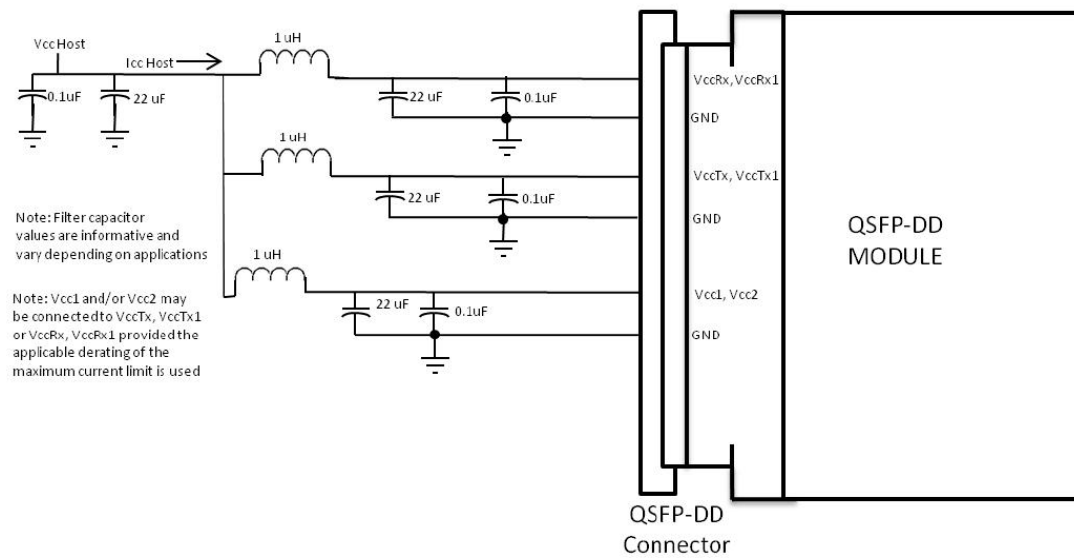 1 uH
Vcc Host
Icc Host
0.1uF
22 uF
22 uF
0.1uF
VccRx, VccRx1
GND
1 uH
22 uF
0.1uF
VccTx, VccTx1
GND
Note: Filter capacitor
values are informative and
vary depending on applications
QSFP-DD
MODULE
1 uH
22 uF
0.1uF
Vcc1, Vcc2
GND
Note: Vcc1 and/or Vcc2 may
be connected to VccTx, VccTx1
or VccRx, VccRx1 provided the
applicable derating of the
maximum current limit is used
QSFP-DD
Connector